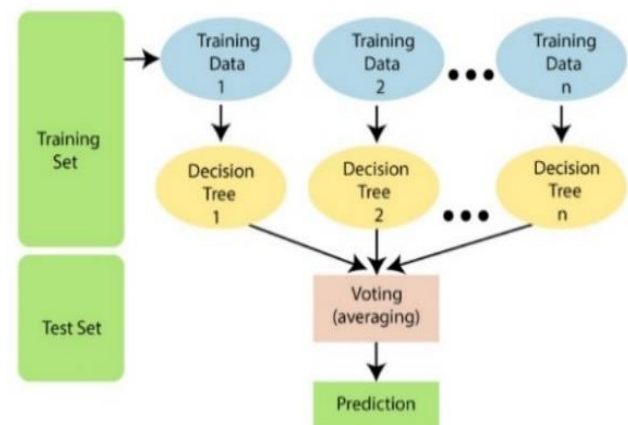 Training
Set
Training
Data
1
Training
Data
2
Training
Data
n
Decision
Tree
1
Decision
Tree
2
Decision
Tree
n
Test Set
Voting
(averaging)
Prediction